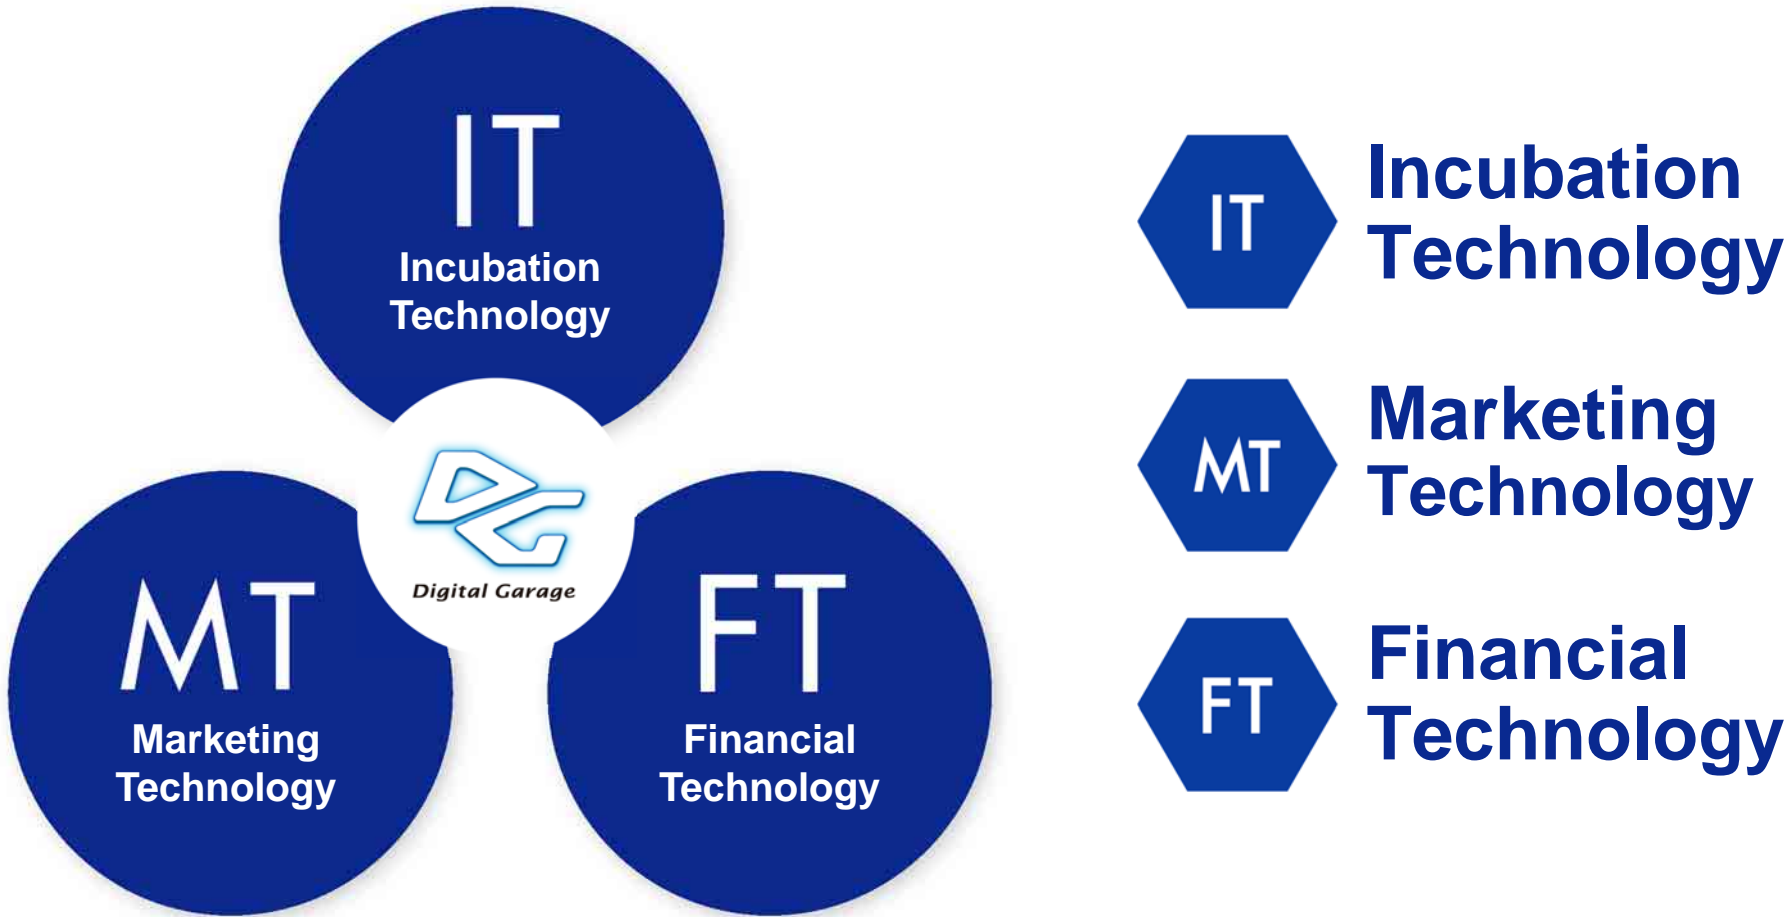 IT
Incubation
Technology
Digital Garage
MT
Marketing
Technology
FT
Financial
Technology
IT
Incubation
Technology
MT
Marketing
Technology
FT
Financial
Technology